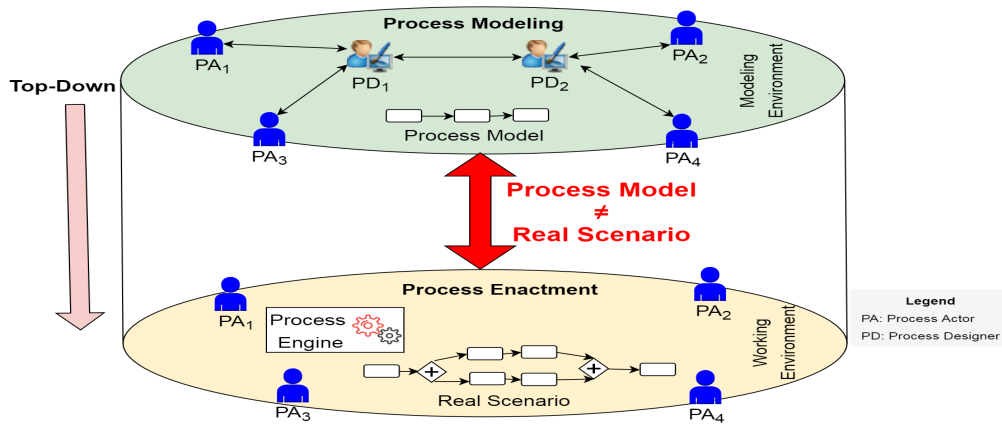 Process Modeling
PA1
PD1
PD2
PA2
Modeling
Environment
Top-Down
PA3
Process Model
PA4
Process Model
≠
Real Scenario
Process Enactment
PA1
Process
Engine
PA2
Working
Environment
PA3
Real Scenario
PA4
Legend
PA: Process Actor
PD: Process Designer